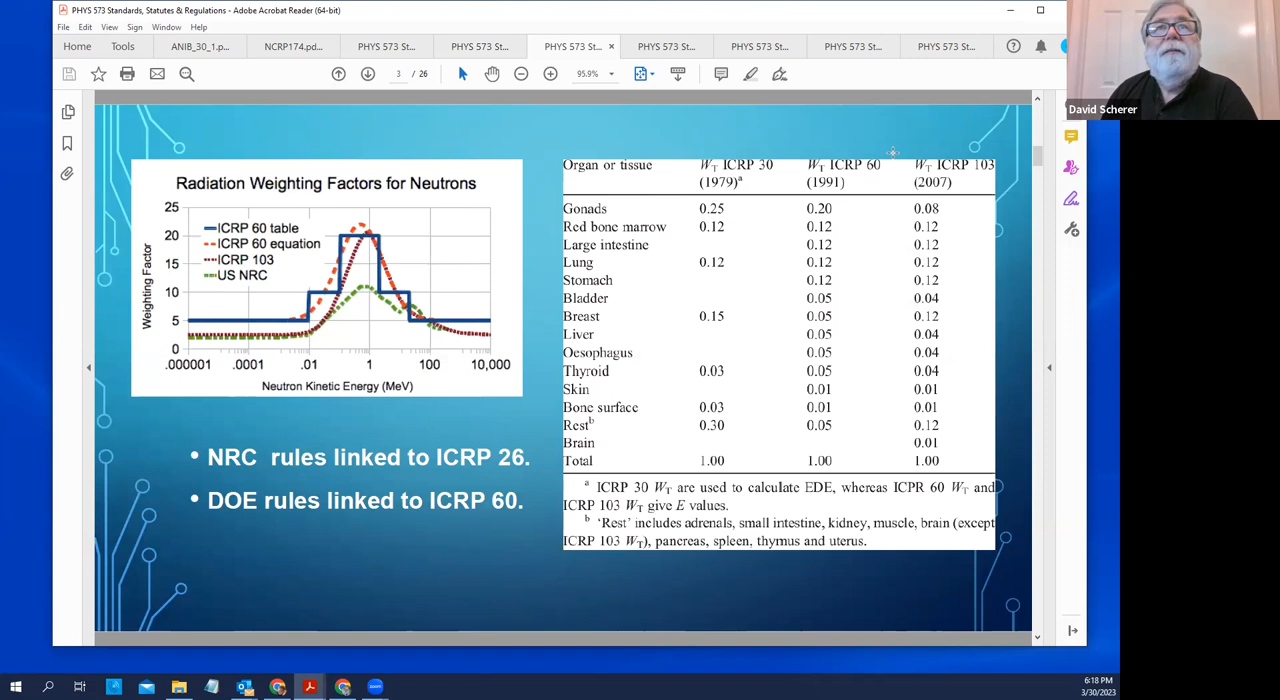 PHYS 573 Standards, Statutes & Regulations - Adobe Acrobat Reader (64-bit)
File Edit View Sign Window Help
Home Tools ANIB_30_1.p... NCRP174.pd... PHYS 573 St... PHYS 573 St... PHYS 573 St... × PHYS 573 St... PHYS 573 St... PHYS 573 St... PHYS 573 St...
3 / 26 95.9%
David Scherer
Radiation Weighting Factors for Neutrons
Weighting Factor
25
20
15
10
5
0
ICRP 60 table
ICRP 60 equation
ICRP 103
US NRC
.000001 .0001 .01 1 100 10,000
Neutron Kinetic Energy (MeV)
• NRC rules linked to ICRP 26.
• DOE rules linked to ICRP 60.
Organ or tissue WT ICRP 30 WT ICRP 60 WT ICRP 103
(1979)a (1991) (2007)
Gonads 0.25 0.20 0.08
Red bone marrow 0.12 0.12 0.12
Large intestine 0.12 0.12
Lung 0.12 0.12 0.12
Stomach 0.12 0.12
Bladder 0.05 0.04
Breast 0.15 0.05 0.12
Liver 0.05 0.04
Oesophagus 0.05 0.04
Thyroid 0.03 0.05 0.04
Skin 0.01 0.01
Bone surface 0.03 0.01 0.01
Restb 0.30 0.05 0.12
Brain 0.01
Total 1.00 1.00 1.00
a ICRP 30 WT are used to calculate EDE, whereas ICPR 60 WT and
ICRP 103 WT give E values.
b 'Rest' includes adrenals, small intestine, kidney, muscle, brain (except
ICRP 103 WT), pancreas, spleen, thymus and uterus.
6:18 PM
3/30/2023